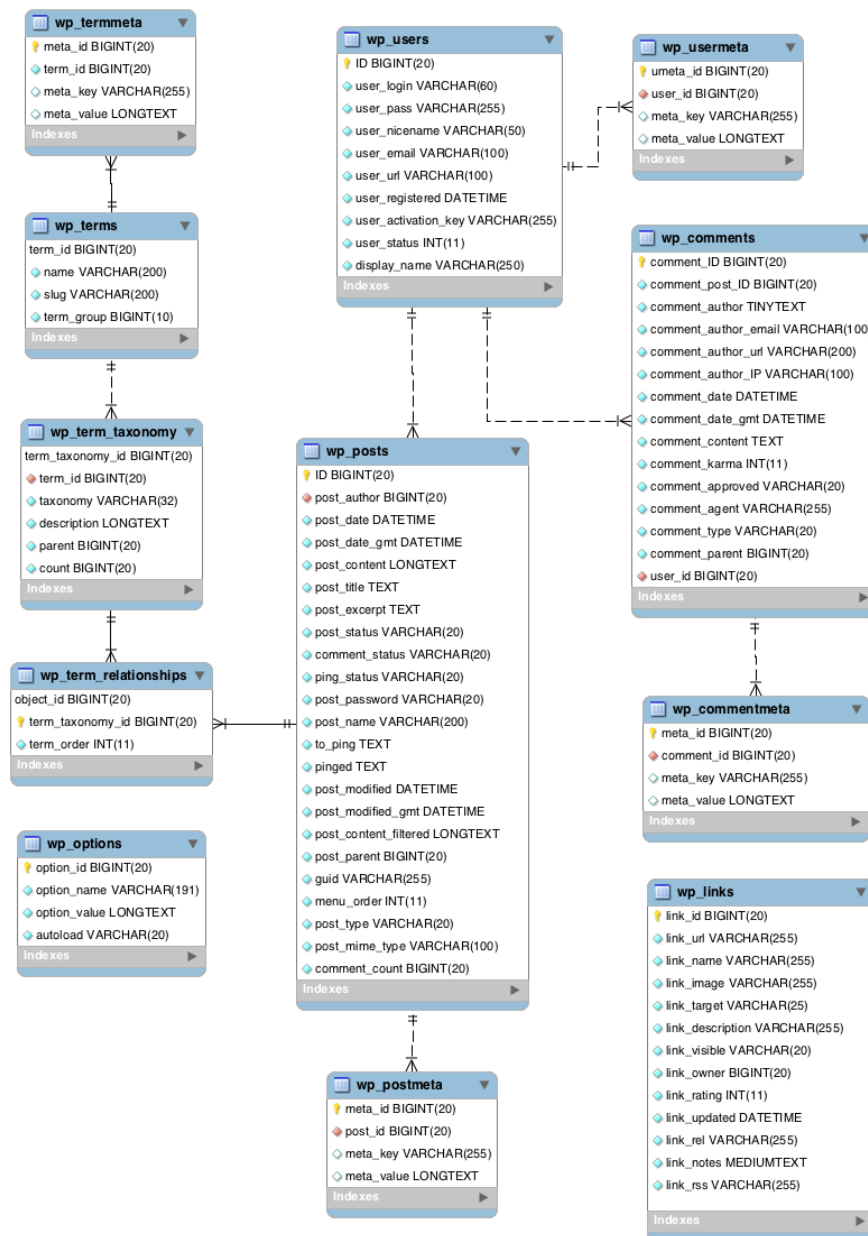 wp_termmeta
meta_id BIGINT(20)
term_id BIGINT(20)
meta_key VARCHAR(255)
meta_value LONGTEXT
Indexes
wp_terms
term_id BIGINT(20)
name VARCHAR(200)
slug VARCHAR(200)
term_group BIGINT(10)
Indexes
wp_term_taxonomy
term_taxonomy_id BIGINT(20)
term_id BIGINT(20)
taxonomy VARCHAR(32)
description LONGTEXT
parent BIGINT(20)
count BIGINT(20)
Indexes
wp_term_relationships
object_id BIGINT(20)
term_taxonomy_id BIGINT(20)
term_order INT(11)
Indexes
wp_options
option_id BIGINT(20)
option_name VARCHAR(191)
option_value LONGTEXT
autoload VARCHAR(20)
Indexes
wp_users
ID BIGINT(20)
user_login VARCHAR(60)
user_pass VARCHAR(255)
user_nicename VARCHAR(50)
user_email VARCHAR(100)
user_url VARCHAR(100)
user_registered DATETIME
user_activation_key VARCHAR(255)
user_status INT(11)
display_name VARCHAR(250)
Indexes
wp_posts
ID BIGINT(20)
post_author BIGINT(20)
post_date DATETIME
post_date_gmt DATETIME
post_content LONGTEXT
post_title TEXT
post_excerpt TEXT
post_status VARCHAR(20)
comment_status VARCHAR(20)
ping_status VARCHAR(20)
post_password VARCHAR(20)
post_name VARCHAR(200)
to_ping TEXT
pinged TEXT
post_modified DATETIME
post_modified_gmt DATETIME
post_content_filtered LONGTEXT
post_parent BIGINT(20)
guid VARCHAR(255)
menu_order INT(11)
post_type VARCHAR(20)
post_mime_type VARCHAR(100)
comment_count BIGINT(20)
Indexes
wp_postmeta
meta_id BIGINT(20)
post_id BIGINT(20)
meta_key VARCHAR(255)
meta_value LONGTEXT
Indexes
wp_usermeta
umeta_id BIGINT(20)
user_id BIGINT(20)
meta_key VARCHAR(255)
meta_value LONGTEXT
Indexes
wp_comments
comment_ID BIGINT(20)
comment_post_ID BIGINT(20)
comment_author TINYTEXT
comment_author_email VARCHAR(100
comment_author_url VARCHAR(200)
comment_author_IP VARCHAR(100)
comment_date DATETIME
comment_date_gmt DATETIME
comment_content TEXT
comment_karma INT(11)
comment_approved VARCHAR(20)
comment_agent VARCHAR(255)
comment_type VARCHAR(20)
comment_parent BIGINT(20)
user_id BIGINT(20)
Indexes
wp_commentmeta
meta_id BIGINT(20)
comment_id BIGINT(20)
meta_key VARCHAR(255)
meta_value LONGTEXT
Indexes
wp_links
link_id BIGINT(20)
link_url VARCHAR(255)
link_name VARCHAR(255)
link_image VARCHAR(255)
link_target VARCHAR(25)
link_description VARCHAR(255)
link_visible VARCHAR(20)
link_owner BIGINT(20)
link_rating INT(11)
link_updated DATETIME
link_rel VARCHAR(255)
link_notes MEDIUMTEXT
link_rss VARCHAR(255)
Indexes